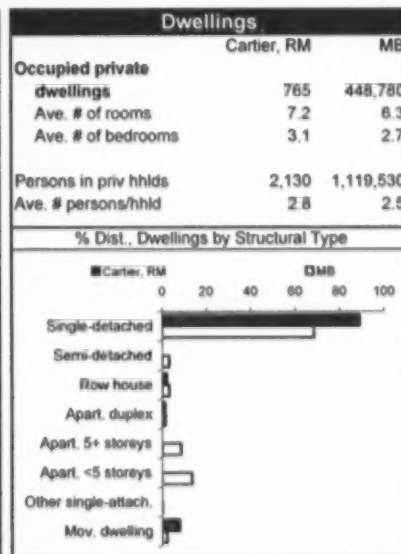 Dwellings
Cartier, RM MB
Occupied private
dwellings 765 448,780
Ave. # of rooms 7.2 6.3
Ave. # of bedrooms 3.1 2.7
Persons in priv hhlds 2,130 1,119,530
Ave. # persons/hhld 2.8 2.5
% Dist., Dwellings by Structural Type
Cartier, RM MB
0 20 40 60 80 100
Single-detached
Semi-detached
Row house
Apart. duplex
Apart. 5+ storeys
Apart. <5 storeys
Other single-attach.
Mov. dwelling